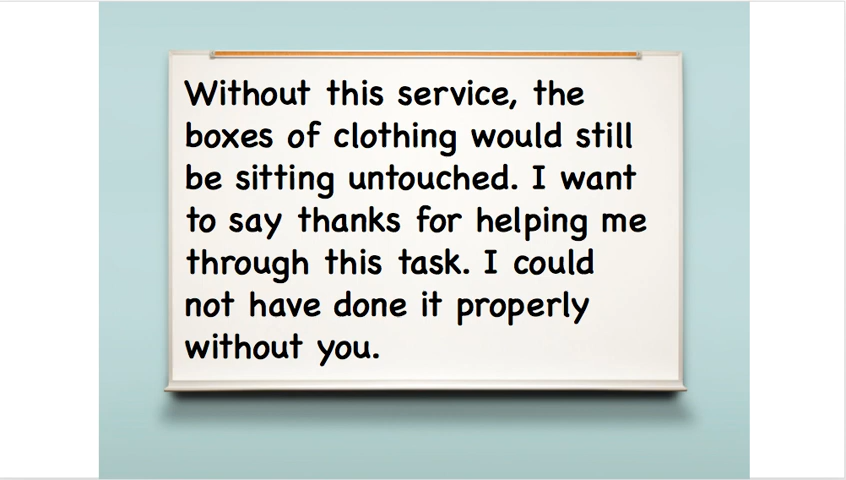 Without this service, the
boxes of clothing would still
be sitting untouched. I want
to say thanks for helping me
through this task. I could
not have done it properly
without you.